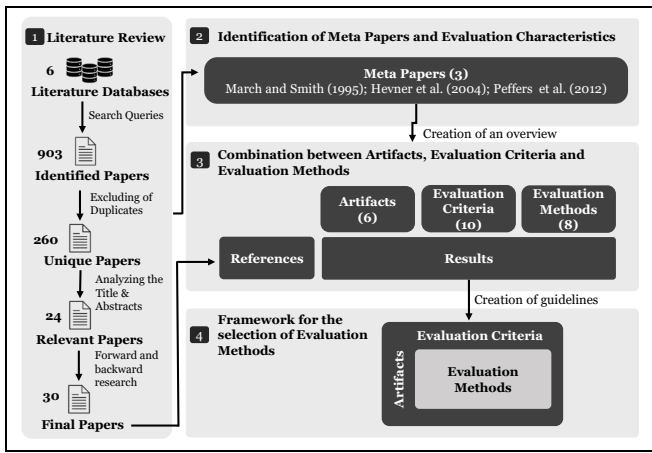 1 Literature Review
6
Literature Databases
Search Queries
903
Identified Papers
Excluding of
Duplicates
260
Unique Papers
Analyzing the
Title &
Abstracts
24
Relevant Papers
Forward and
backward
research
30
Final Papers
2 Identification of Meta Papers and Evaluation Characteristics
Meta Papers (3)
March and Smith (1995); Hevner et al. (2004); Peffers et al. (2012)
Creation of an overview
3 Combination between Artifacts, Evaluation Criteria and
Evaluation Methods
Artifacts
(6)
Evaluation
Criteria
(10)
Evaluation
Methods
(8)
References
Results
Creation of guidelines
4 Framework for the
selection of Evaluation
Methods
Evaluation Criteria
Artifacts
Evaluation
Methods